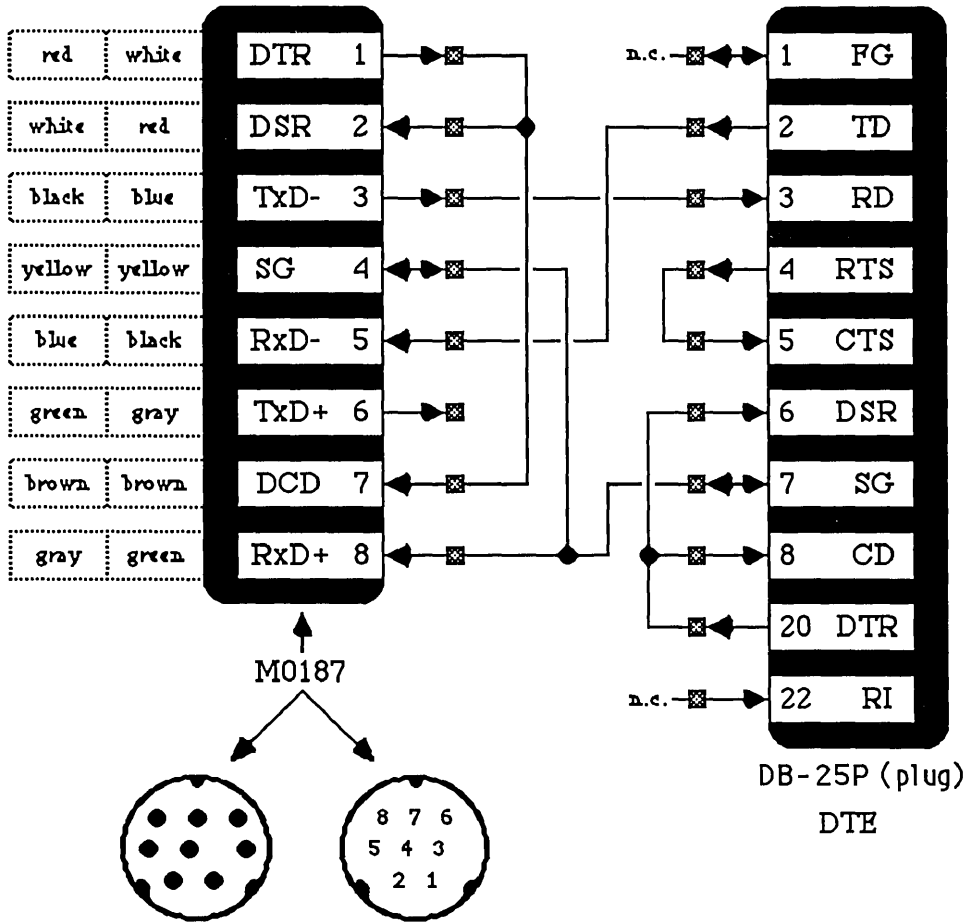 red white DTR 1
white red DSR 2
black blue TxD- 3
yellow yellow SG 4
blue black RxD- 5
green gray TxD+ 6
brown brown DCD 7
gray green RxD+ 8
M0187
8 7 6
5 4 3
2 1
n.c. 1 FG
2 TD
3 RD
4 RTS
5 CTS
6 DSR
7 SG
8 CD
20 DTR
n.c. 22 RI
DB-25P (plug)
DTE